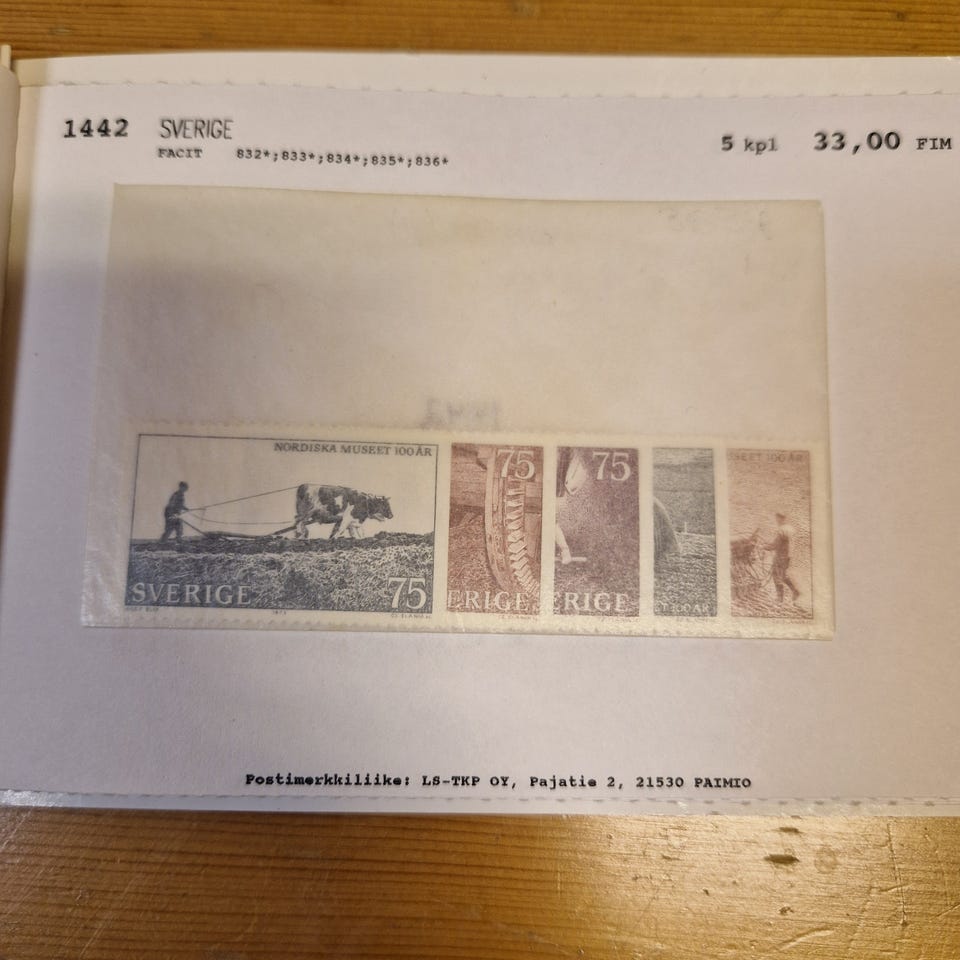 1442 SVERIGE 5 kpl 33,00 FIM
FACIT 832*;833*;834*;835*;836*
NORDISKA MUSEET 100 ÅR
SVERIGE 75
1973
75
ERIGE
75
ERIGE
T 100 ÅR
SEET 100 ÅR
Postimerkkiliike: LS-TKP OY, Pajatie 2, 21530 PAIMIO